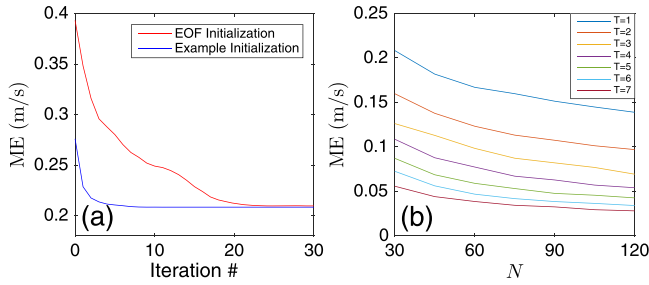 0.4
0.35
0.3
0.25
0.2
ME (m/s)
EOF Initialization
Example Initialization
(a)
0
10
20
30
Iteration #
0.25
0.2
0.15
0.1
0.05
0
ME (m/s)
T=1
T=2
T=3
T=4
T=5
T=6
T=7
(b)
30
60
90
120
N